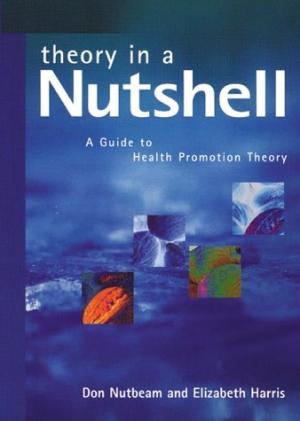 theory in a
Nutshell
A Guide to
Health Promotion Theory
Don Nutbeam and Elizabeth Harris